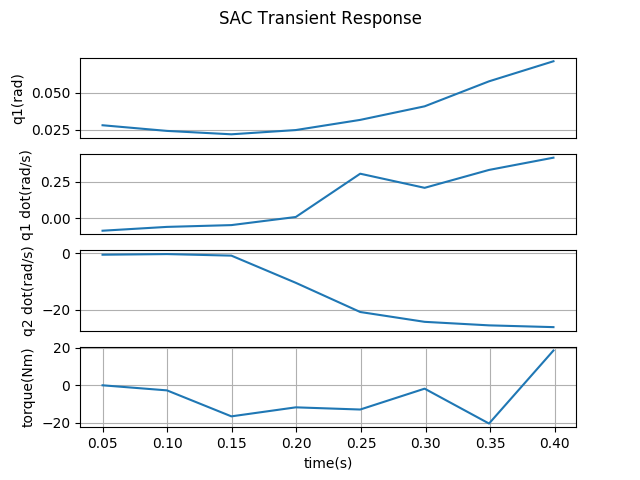 SAC Transient Response
q1(rad)
0.050
0.025
q1 dot(rad/s)
0.25
0.00
q2 dot(rad/s)
0
−20
torque(Nm)
20
0
−20
0.05 0.10 0.15 0.20 0.25 0.30 0.35 0.40
time(s)